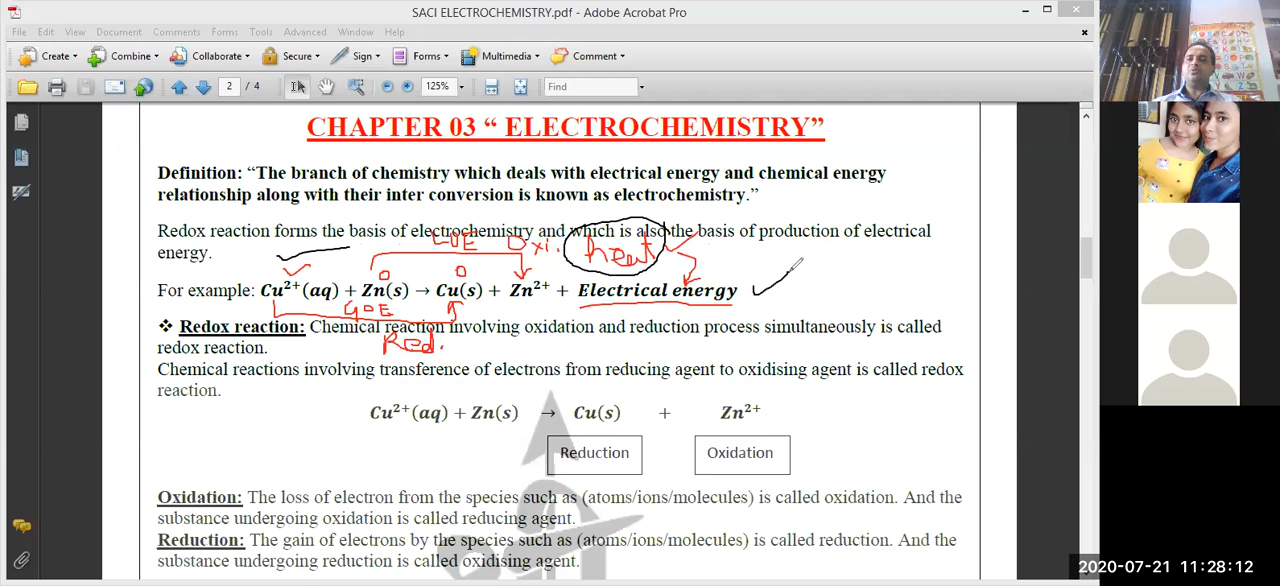 SACI ELECTROCHEMISTRY.pdf - Adobe Acrobat Pro
File Edit View Document Comments Forms Tools Advanced Window Help
Create Combine Collaborate Secure Sign Forms Multimedia Comment
2 / 4 125% Find
CHAPTER 03 “ ELECTROCHEMISTRY”
Definition: “The branch of chemistry which deals with electrical energy and chemical energy
relationship along with their inter conversion is known as electrochemistry.”
Redox reaction forms the basis of electrochemistry and which is also the basis of production of electrical
energy.
LOE Oxi. heat
0 0
For example: Cu²⁺(aq) + Zn(s) → Cu(s) + Zn²⁺ + Electrical energy
GOE
Red.
❖ Redox reaction: Chemical reaction involving oxidation and reduction process simultaneously is called
redox reaction.
Chemical reactions involving transference of electrons from reducing agent to oxidising agent is called redox
reaction.
Cu²⁺(aq) + Zn(s) → Cu(s) + Zn²⁺
Reduction Oxidation
Oxidation: The loss of electron from the species such as (atoms/ions/molecules) is called oxidation. And the
substance undergoing oxidation is called reducing agent.
Reduction: The gain of electrons by the species such as (atoms/ions/molecules) is called reduction. And the
substance undergoing reduction is called oxidising agent.
2020-07-21 11:28:12